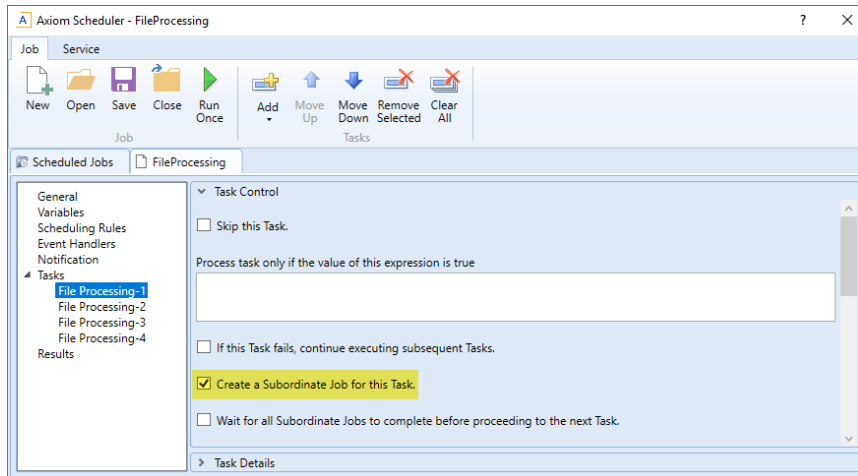 A Axiom Scheduler - FileProcessing ?
Job Service
New Open Save Close Run Once Add Move Up Move Down Remove Selected Clear All
Job Tasks
Scheduled Jobs FileProcessing
General
Variables
Scheduling Rules
Event Handlers
Notification
Tasks
File Processing-1
File Processing-2
File Processing-3
File Processing-4
Results
Task Control
Skip this Task.
Process task only if the value of this expression is true
If this Task fails, continue executing subsequent Tasks.
Create a Subordinate Job for this Task.
Wait for all Subordinate Jobs to complete before proceeding to the next Task.
Task Details